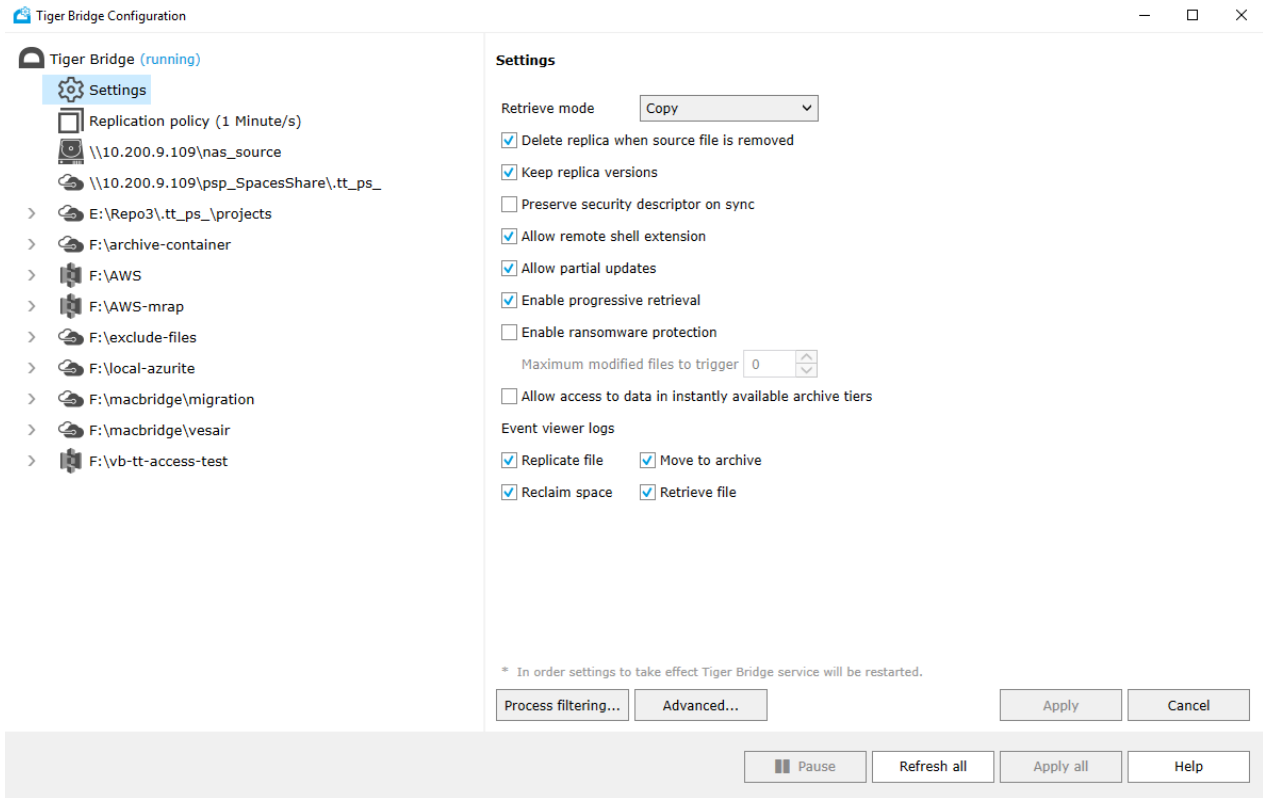 Tiger Bridge Configuration
Tiger Bridge (running)
Settings
Replication policy (1 Minute/s)
\\10.200.9.109\nas_source
\\10.200.9.109\psp_SpacesShare\.tt_ps_
E:\Repo3\.tt_ps_\projects
F:\archive-container
F:\AWS
F:\AWS-mrap
F:\exclude-files
F:\local-azurite
F:\macbridge\migration
F:\macbridge\vesair
F:\vb-tt-access-test
Settings
Retrieve mode Copy
Delete replica when source file is removed
Keep replica versions
Preserve security descriptor on sync
Allow remote shell extension
Allow partial updates
Enable progressive retrieval
Enable ransomware protection
Maximum modified files to trigger 0
Allow access to data in instantly available archive tiers
Event viewer logs
Replicate file Move to archive
Reclaim space Retrieve file
* In order settings to take effect Tiger Bridge service will be restarted.
Process filtering... Advanced... Apply Cancel
Pause Refresh all Apply all Help